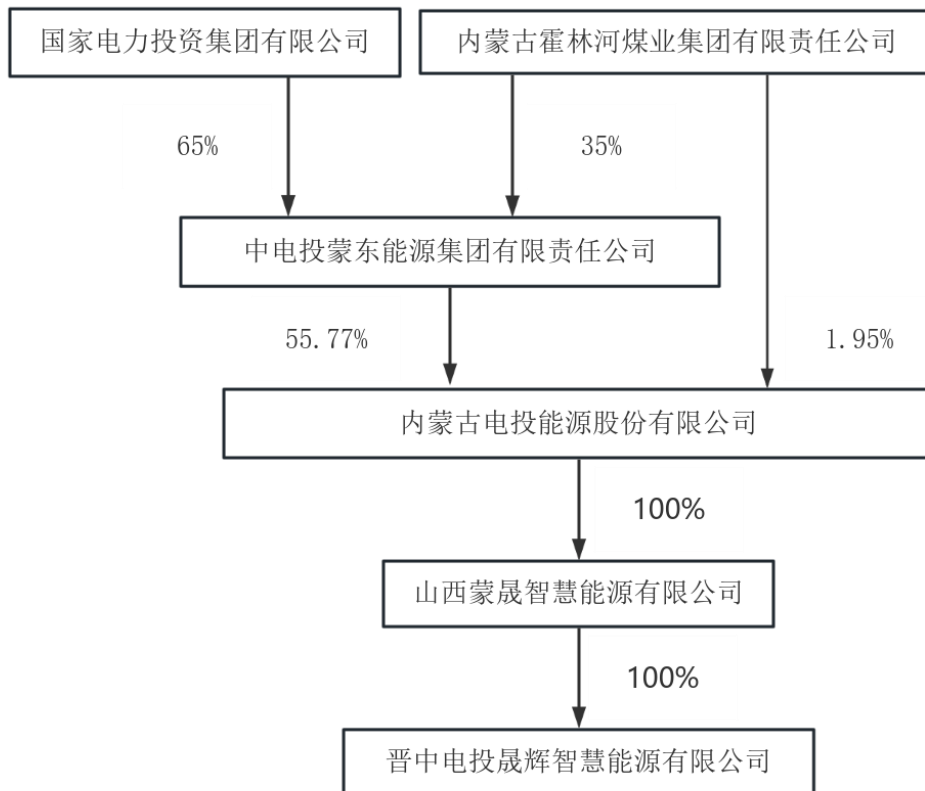 国家电力投资集团有限公司
内蒙古霍林河煤业集团有限责任公司
65%
35%
中电投蒙东能源集团有限责任公司
55.77%
1.95%
内蒙古电投能源股份有限公司
100%
山西蒙晟智慧能源有限公司
100%
晋中电投晟辉智慧能源有限公司